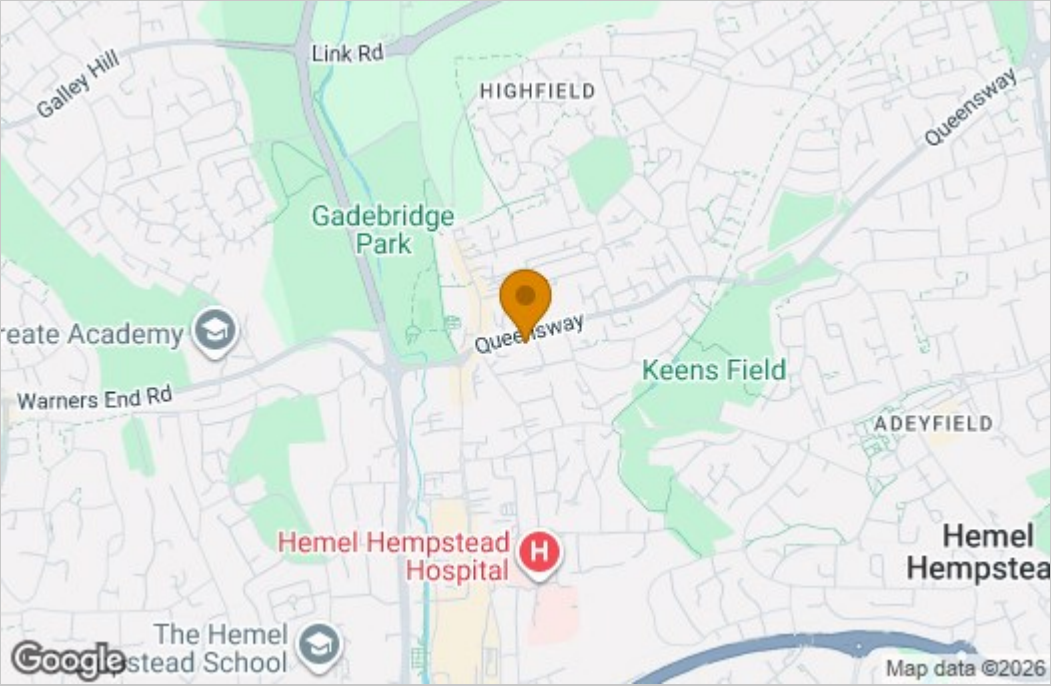 Link Rd
Galley Hill
HIGHFIELD
Queensway
Gadebridge
Park
Queensway
reate Academy
Keens Field
Warners End Rd
ADEYFIELD
Hemel Hempstead
Hospital
H
Hemel
Hempstea
The Hemel
pstead School
Google
Map data ©2026